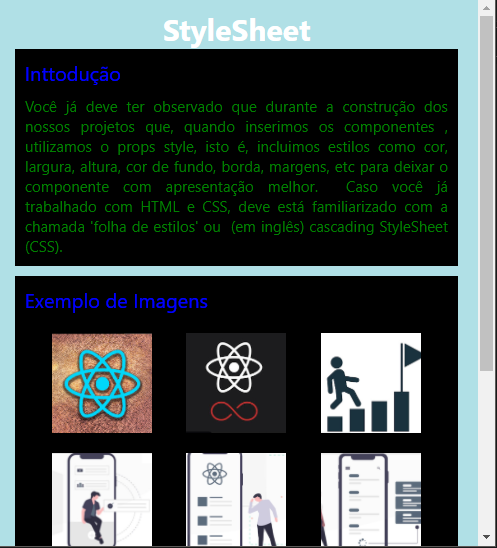 StyleSheet
Inttodução
Você já deve ter observado que durante a construção dos
nossos projetos que, quando inserimos os componentes ,
utilizamos o props style, isto é, incluimos estilos como cor,
largura, altura, cor de fundo, borda, margens, etc para deixar o
componente com apresentação melhor.  Caso você já
trabalhado com HTML e CSS, deve está familiarizado com a
chamada 'folha de estilos' ou  (em inglês) cascading StyleSheet
(CSS).
Exemplo de Imagens